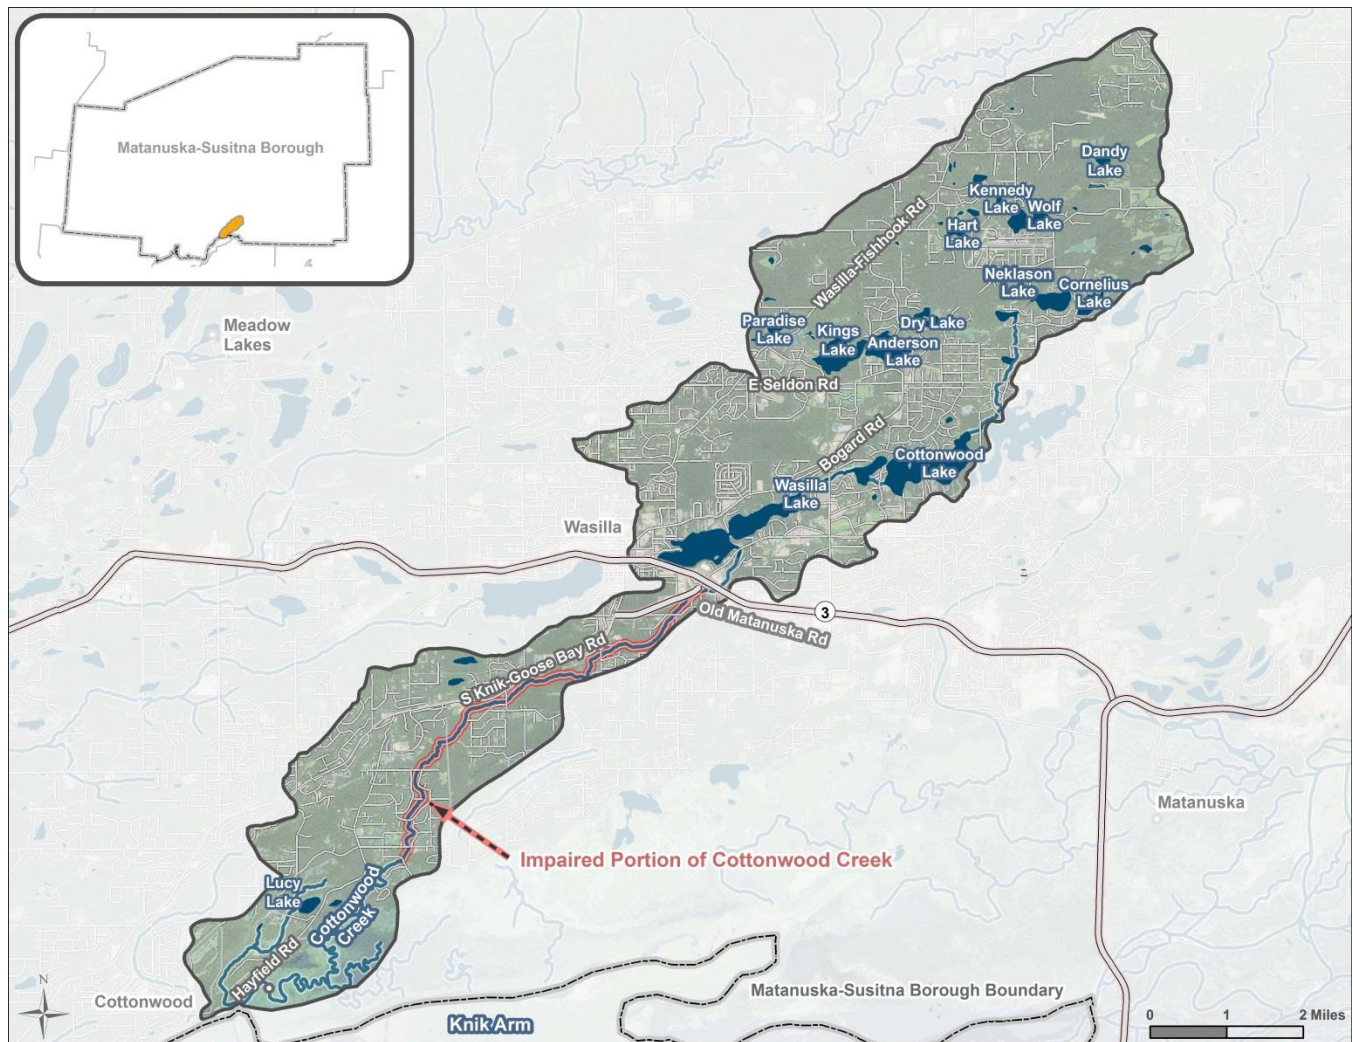 Matanuska-Susitna Borough
Dandy
Lake
Kennedy
Lake
Wolf
Lake
Hart
Lake
Wasilla-Fishhook Rd
Neklason
Lake
Cornelius
Lake
Meadow
Lakes
Paradise
Lake
Kings
Lake
Dry Lake
Anderson
Lake
E Seldon Rd
Bogard Rd
Cottonwood
Lake
Wasilla
Lake
Wasilla
Old Matanuska Rd
3
S Knik-Goose Bay Rd
Matanuska
Impaired Portion of Cottonwood Creek
Lucy
Lake
Cottonwood
Creek
Hayfield Rd
N
Cottonwood
Matanuska-Susitna Borough Boundary
Knik Arm
0 1 2 Miles